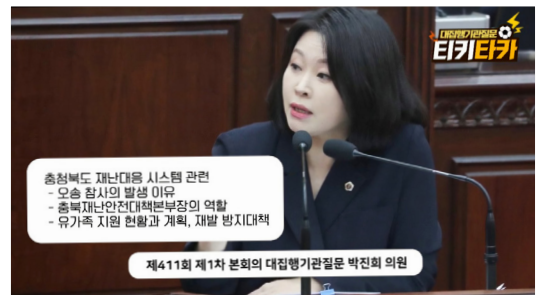 대집행기관질문
티키타카
충청북도 재난대응 시스템 관련
- 오송 참사의 발생 이유
- 충북재난안전대책본부장의 역할
- 유가족 지원 현황과 계획, 재발 방지대책
제411회 제1차 본회의 대집행기관질문 박진희 의원